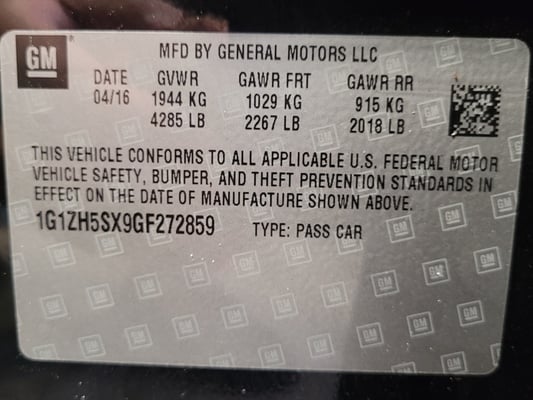 GM
MFD BY GENERAL MOTORS LLC
DATE GVWR GAWR FRT GAWR RR
04/16 1944 KG 1029 KG 915 KG
4285 LB 2267 LB 2018 LB
THIS VEHICLE CONFORMS TO ALL APPLICABLE U.S. FEDERAL MOTOR
VEHICLE SAFETY, BUMPER, AND THEFT PREVENTION STANDARDS IN
EFFECT ON THE DATE OF MANUFACTURE SHOWN ABOVE.
1G1ZH5SX9GF272859 TYPE: PASS CAR